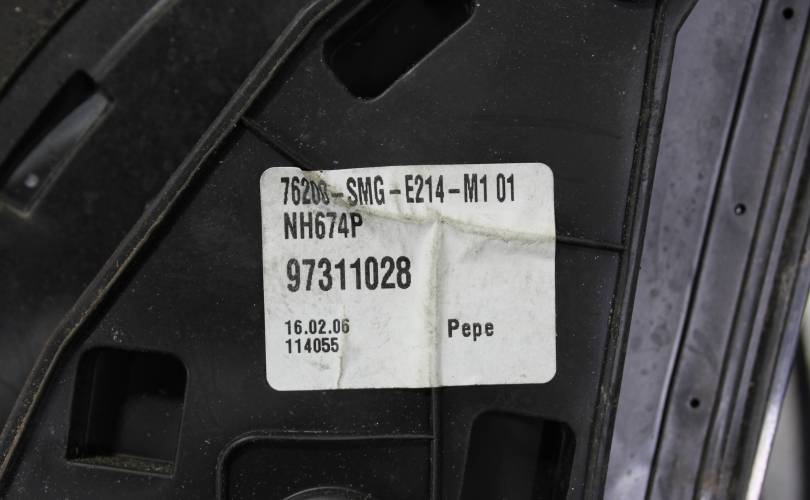 76200-SMG-E214-M1 01
NH674P
97311028
16.02.06
114055
Pepe